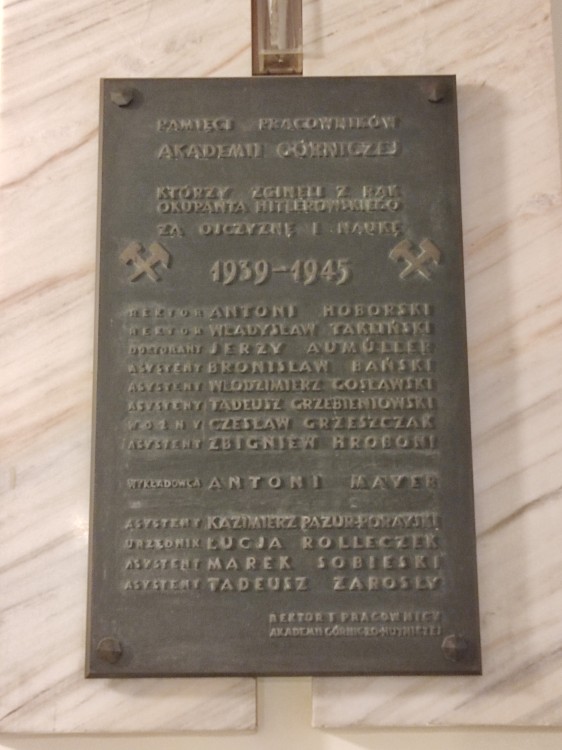 PAMIĘCI PRACOWNIKÓW
AKADEMII GÓRNICZEJ
KTÓRZY ZGINĘLI Z RĄK
OKUPANTA HITLEROWSKIEGO
ZA OJCZYZNĘ I NAUKĘ
1939-1945
REKTOR ANTONI HOBORSKI
REKTOR WŁADYSŁAW TAKLIŃSKI
DOKTORANT JERZY AUMÜLLER
ASYSTENT BRONISŁAW BAŃSKI
ASYSTENT WŁODZIMIERZ GOSŁAWSKI
ASYSTENT TADEUSZ GRZEBIENIOWSKI
WOŹNY CZESŁAW GRZESZCZAK
ASYSTENT ZBIGNIEW HROBONI
WYKŁADOWCA ANTONI MAYER
ASYSTENT KAZIMIERZ PAZUR-PORAYSKI
URZĘDNIK ŁUCJA ROLLECZEK
ASYSTENT MAREK SOBIESKI
ASYSTENT TADEUSZ ZAROSŁY
REKTOR I PRACOWNICY
AKADEMII GÓRNICZO-HUTNICZEJ